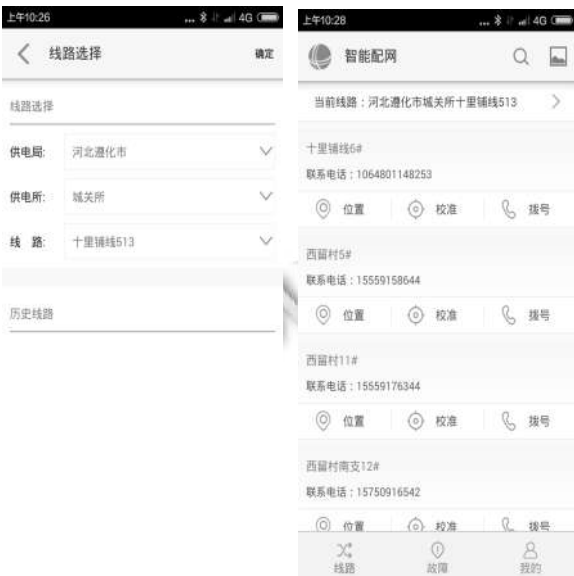 上午10:26
... 4G
线路选择
确定
线路选择
供电局: 河北遵化市
供电所: 城关所
线 路: 十里铺线513
历史线路
上午10:28
... 4G
智能配网
当前线路：河北遵化市城关所十里铺线513
十里铺线6#
联系电话：1064801148253
位置 校准 拨号
西留村5#
联系电话：15559158644
位置 校准 拨号
西留村11#
联系电话：15559176344
位置 校准 拨号
西留村南支12#
联系电话：15750916542
位置 校准 拨号
线路 故障 我的